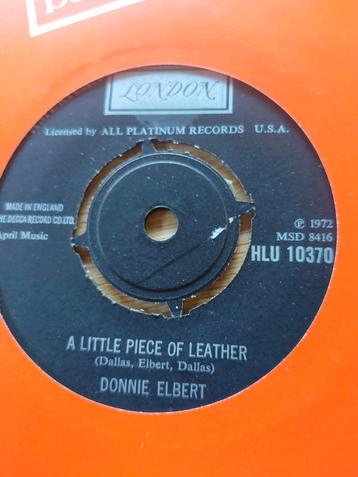 LONDON
Licensed by ALL PLATINUM RECORDS U.S.A.
MADE IN ENGLAND
THE DECCA RECORD CO LTD.
April Music
℗ 1972
MSD 8416
HLU 10370
A LITTLE PIECE OF LEATHER
(Dallas, Elbert, Dallas)
DONNIE ELBERT